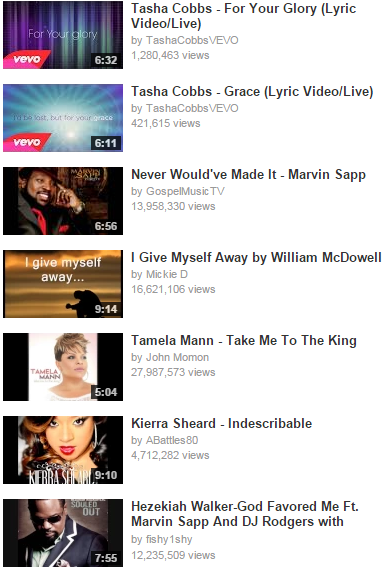 For Your glory
vevo
6:32
Tasha Cobbs - For Your Glory (Lyric
Video/Live)
by TashaCobbsVEVO
1,280,463 views
I'll be lost, but for your grace
vevo
6:11
Tasha Cobbs - Grace (Lyric Video/Live)
by TashaCobbsVEVO
421,615 views
MARVIN
SAPP
6:56
Never Would've Made It - Marvin Sapp
by GospelMusicTV
13,958,330 views
I give myself
away...
9:14
I Give Myself Away by William McDowell
by Mickie D
16,621,106 views
TAMELA
MANN
5:04
Tamela Mann - Take Me To The King
by John Momon
27,987,573 views
KIERRA SHEARD
9:10
Kierra Sheard - Indescribable
by ABattles80
4,712,282 views
SOULED
OUT
7:55
Hezekiah Walker-God Favored Me Ft.
Marvin Sapp And DJ Rodgers with
by fishy1shy
12,235,509 views